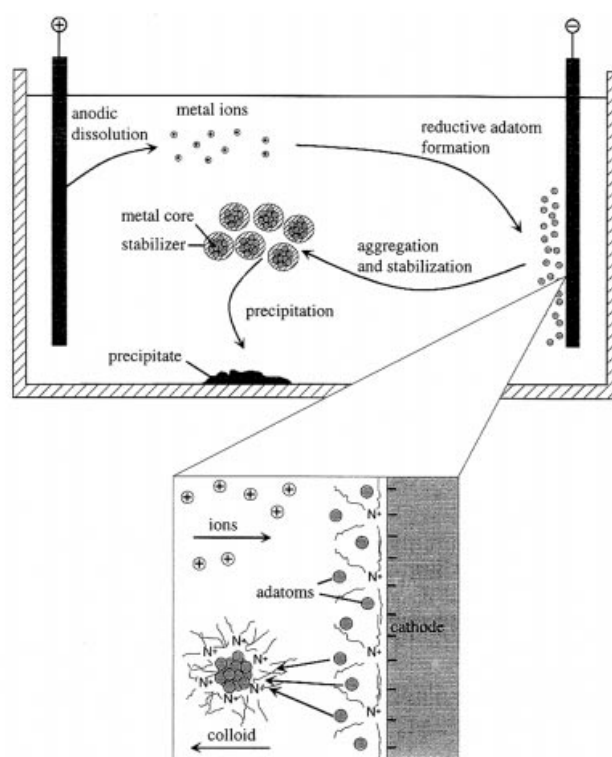 +
−
metal ions
anodic
dissolution
reductive adatom
formation
metal core
stabilizer
aggregation
and stabilization
precipitation
precipitate
+ + + + +
N+
ions
+ +
N+
adatoms
cathode
N+
N+ N+ N+
N+ N+
N+
N+
colloid